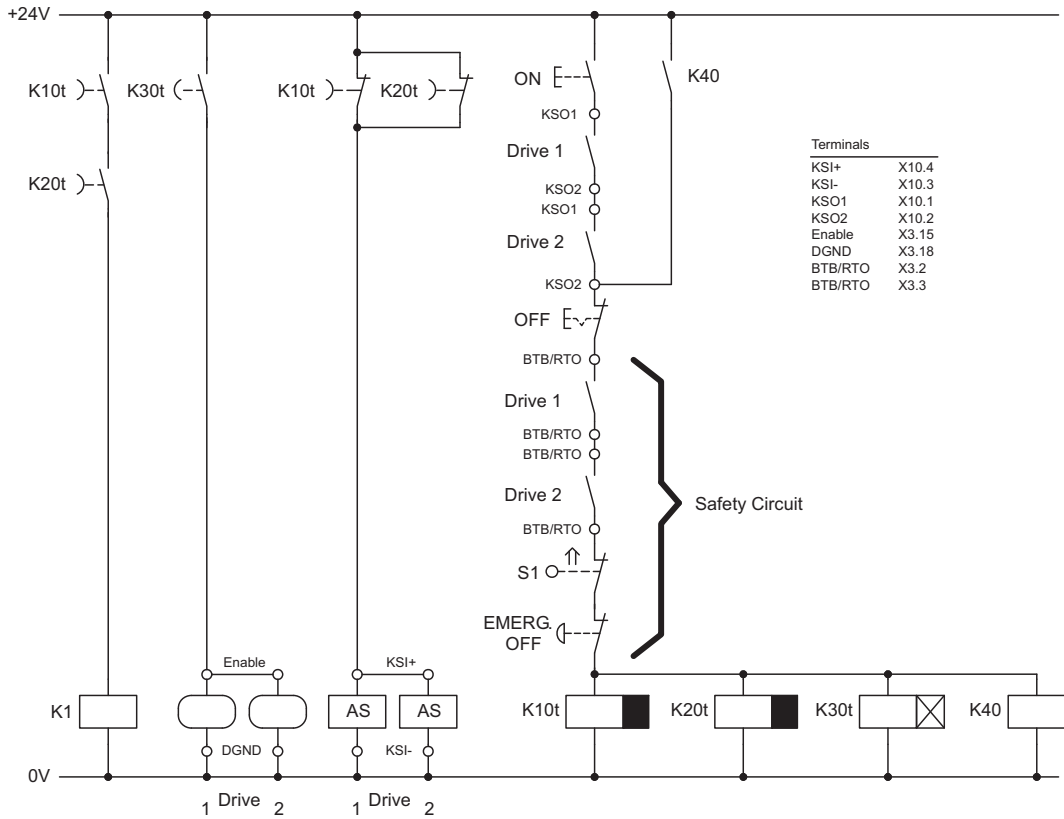 +24V
K10t
K30t
K10t
K20t
ON
K40
KSO1
Drive 1
KSO2
KSO1
Drive 2
KSO2
OFF
K20t
Terminals
KSI+ X10.4
KSI- X10.3
KSO1 X10.1
KSO2 X10.2
Enable X3.15
DGND X3.18
BTB/RTO X3.2
BTB/RTO X3.3
BTB/RTO
Drive 1
BTB/RTO
BTB/RTO
Drive 2
BTB/RTO
Safety Circuit
S1
EMERG.
OFF
Enable
KSI+
K1
AS
AS
K10t
K20t
K30t
K40
DGND
KSI-
0V
1 Drive 2
1 Drive 2